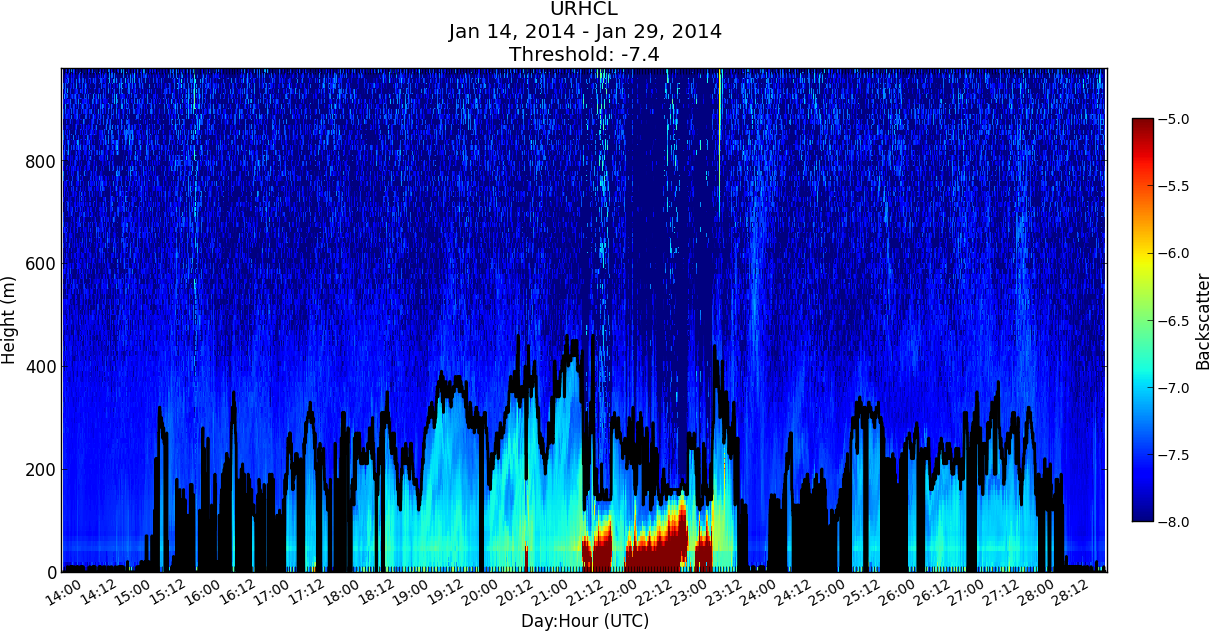 URHCL
Jan 14, 2014 - Jan 29, 2014
Threshold: -7.4
Height (m)
800
600
400
200
0
14:00 14:12 15:00 15:12 16:00 16:12 17:00 17:12 18:00 18:12 19:00 19:12 20:00 20:12 21:00 21:12 22:00 22:12 23:00 23:12 24:00 24:12 25:00 25:12 26:00 26:12 27:00 27:12 28:00 28:12
Day:Hour (UTC)
−5.0
−5.5
−6.0
−6.5
−7.0
−7.5
−8.0
Backscatter